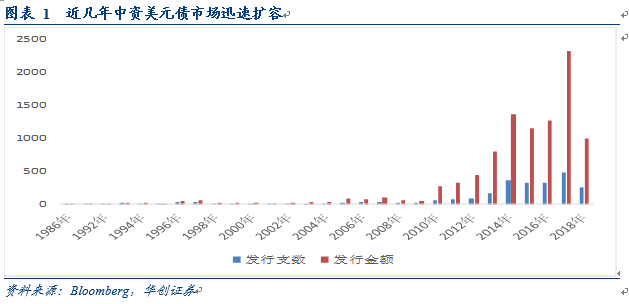 图表 1 近几年中资美元债市场迅速扩容
2500
2000
1500
1000
500
0
1986年 1992年 1994年 1996年 1998年 2000年 2002年 2004年 2006年 2008年 2010年 2012年 2014年 2016年 2018年
发行支数 发行金额
资料来源：Bloomberg，华创证券